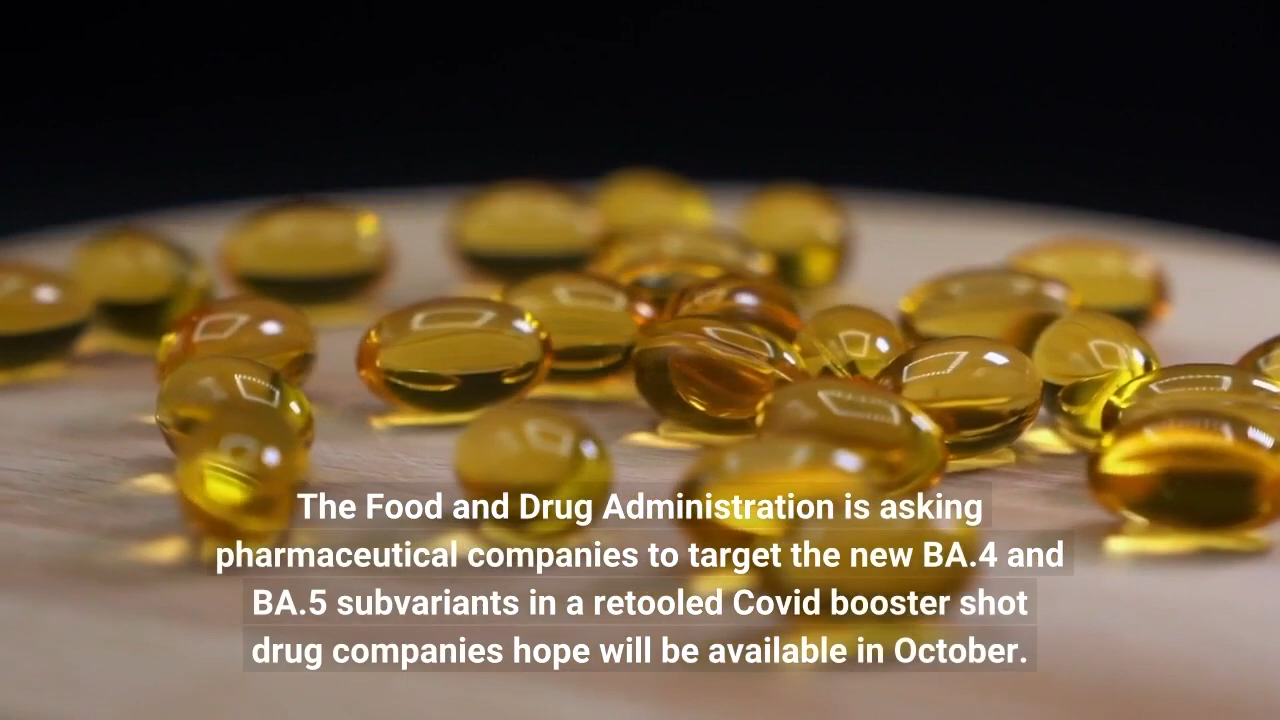 The Food and Drug Administration is asking
pharmaceutical companies to target the new BA.4 and
BA.5 subvariants in a retooled Covid booster shot
drug companies hope will be available in October.